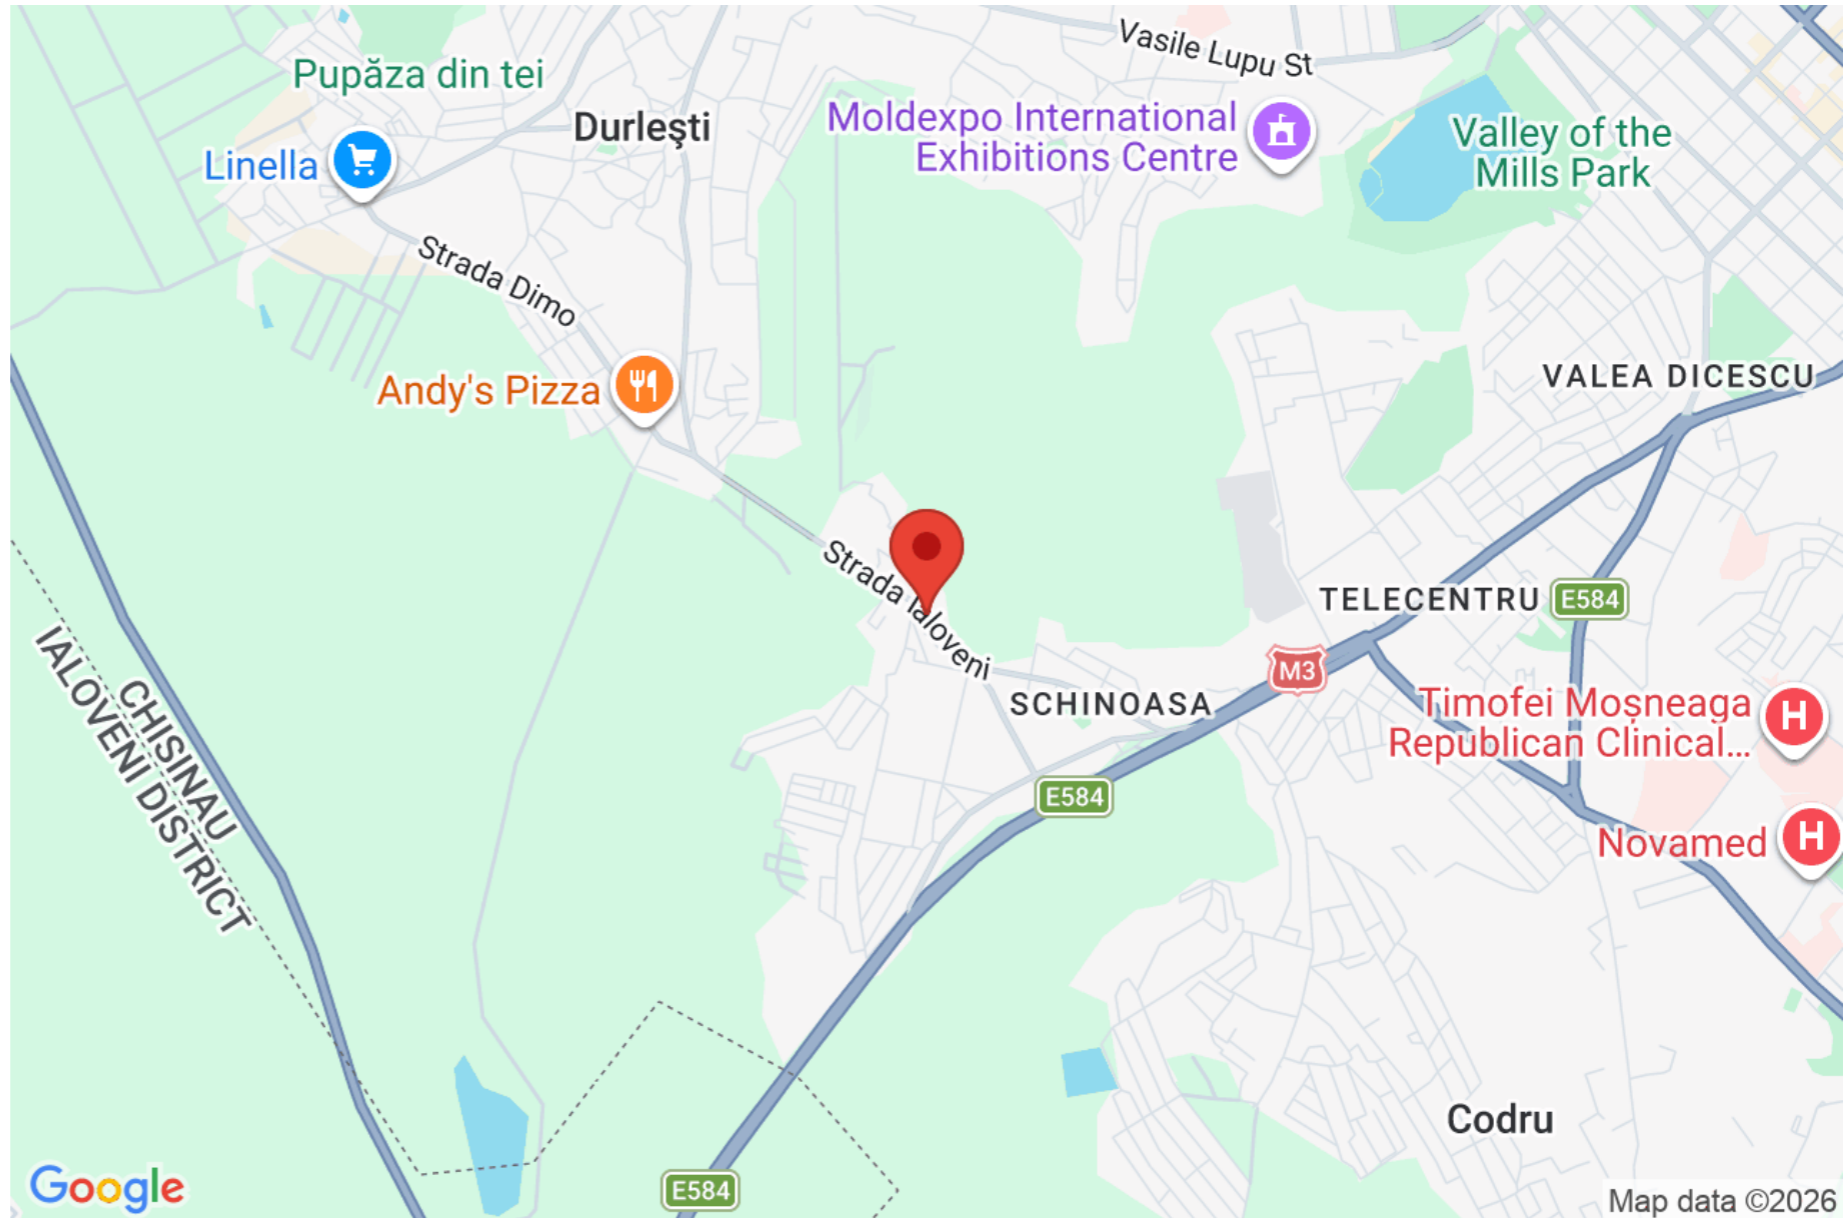 Vasile Lupu St
Pupăza din tei
Durleşti
Moldexpo International
Exhibitions Centre
Valley of the
Mills Park
Linella
Strada Dimo
Andy's Pizza
VALEA DICESCU
Strada Ialoveni
TELECENTRU
E584
M3
SCHINOASA
Timofei Moșneaga
Republican Clinical...
CHISINAU
IALOVENI DISTRICT
E584
Novamed
H
H
Codru
E584
Google
Map data ©2026